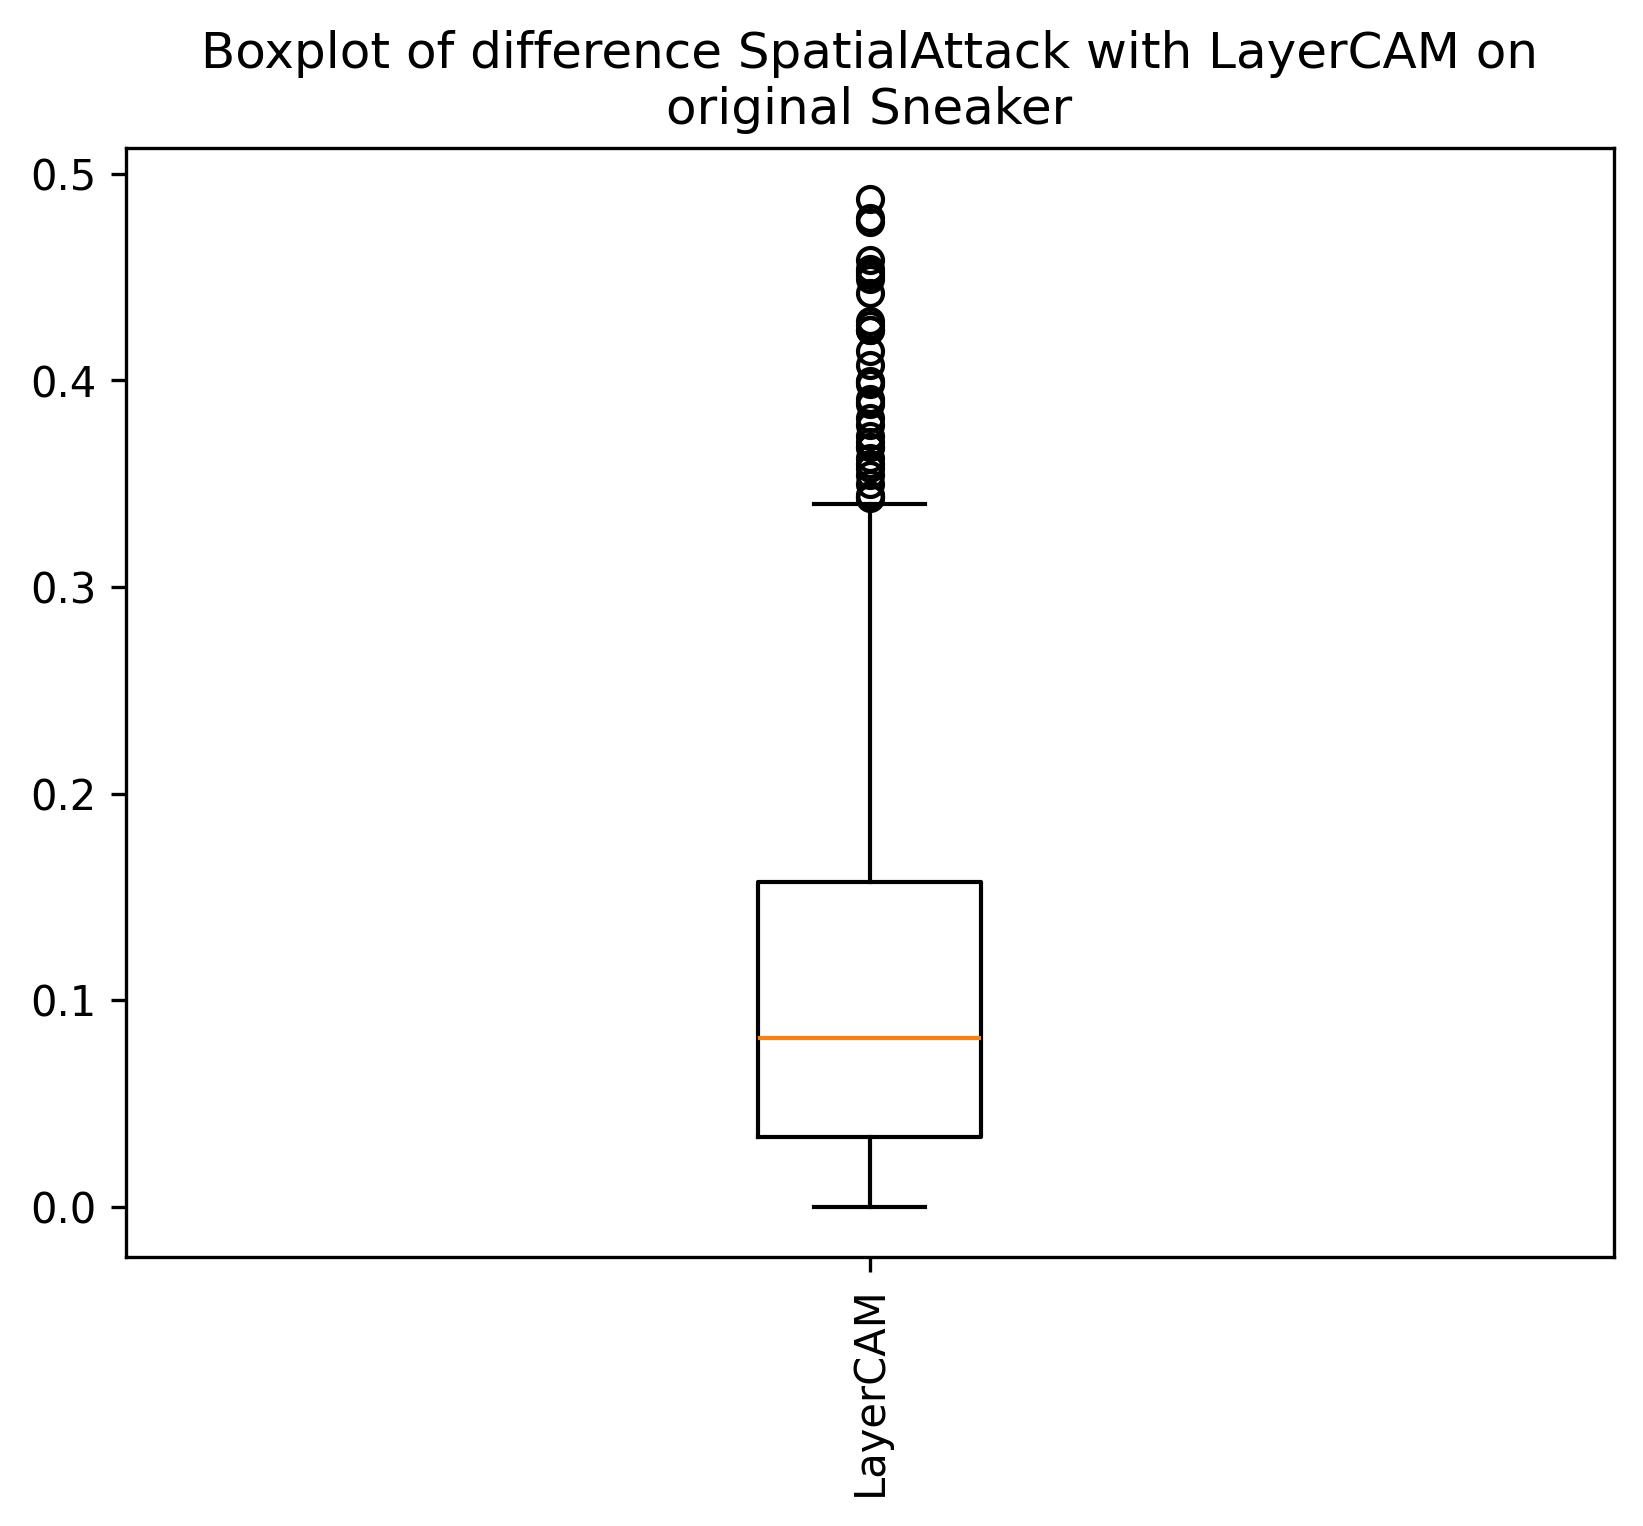 Boxplot of difference SpatialAttack with LayerCAM on
original Sneaker
0.5
0.4
0.3
0.2
0.1
0.0
LayerCAM